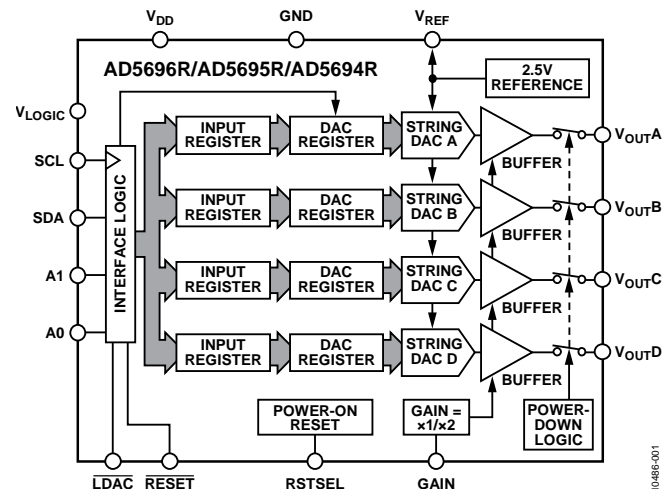 VDD GND VREF
AD5696R/AD5695R/AD5694R
2.5V
REFERENCE
VLOGIC
SCL
SDA
A1
A0
INTERFACE LOGIC
INPUT
REGISTER
DAC
REGISTER
STRING
DAC A
BUFFER
VOUTA
INPUT
REGISTER
DAC
REGISTER
STRING
DAC B
BUFFER
VOUTB
INPUT
REGISTER
DAC
REGISTER
STRING
DAC C
BUFFER
VOUTC
INPUT
REGISTER
DAC
REGISTER
STRING
DAC D
BUFFER
VOUTD
POWER-ON
RESET
GAIN =
×1/×2
POWER-
DOWN
LOGIC
LDAC RESET RSTSEL GAIN
10486-001